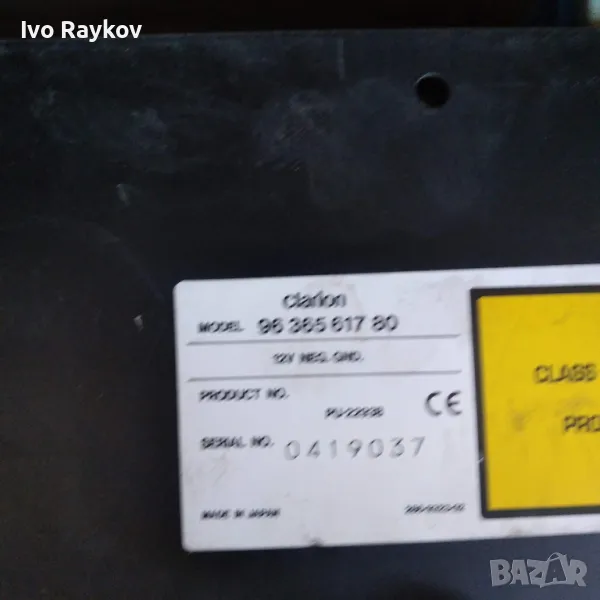 Ivo Raykov
Clarion
MODEL 96 365 617 80
12V NEG. GND.
PRODUCT NO.
PU-2293B
CE
SERIAL NO. 0419037
MADE IN JAPAN
CLASS
PRO
BAZAR